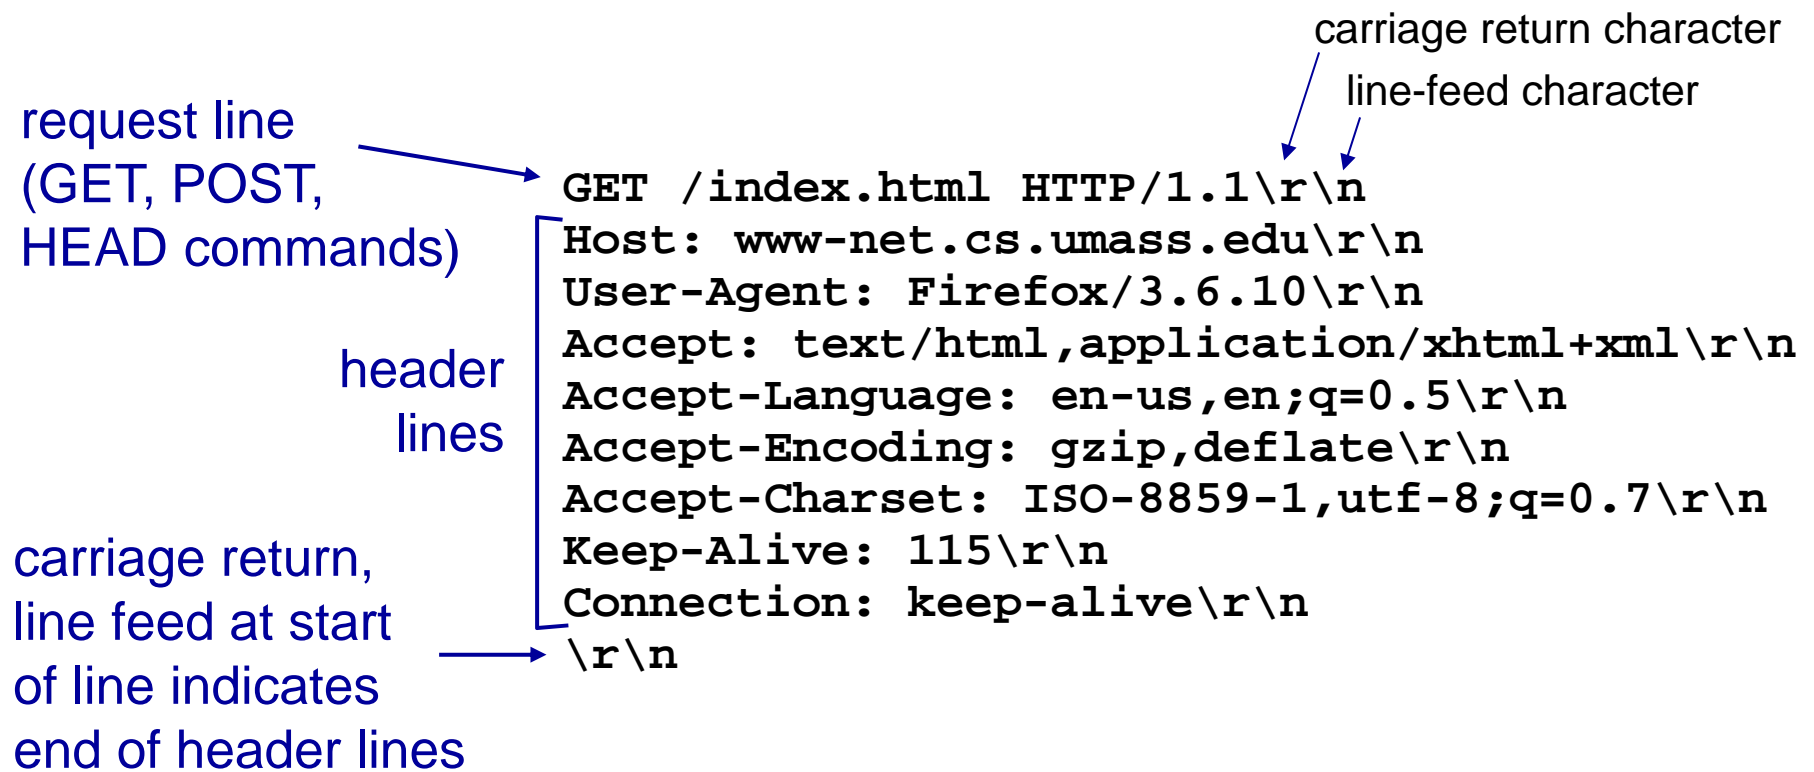 carriage return character
line-feed character
request line
(GET, POST,
HEAD commands)
GET /index.html HTTP/1.1\r\n
Host: www-net.cs.umass.edu\r\n
User-Agent: Firefox/3.6.10\r\n
Accept: text/html,application/xhtml+xml\r\n
Accept-Language: en-us,en;q=0.5\r\n
Accept-Encoding: gzip,deflate\r\n
Accept-Charset: ISO-8859-1,utf-8;q=0.7\r\n
Keep-Alive: 115\r\n
Connection: keep-alive\r\n
\r\n
header
lines
carriage return,
line feed at start
of line indicates
end of header lines